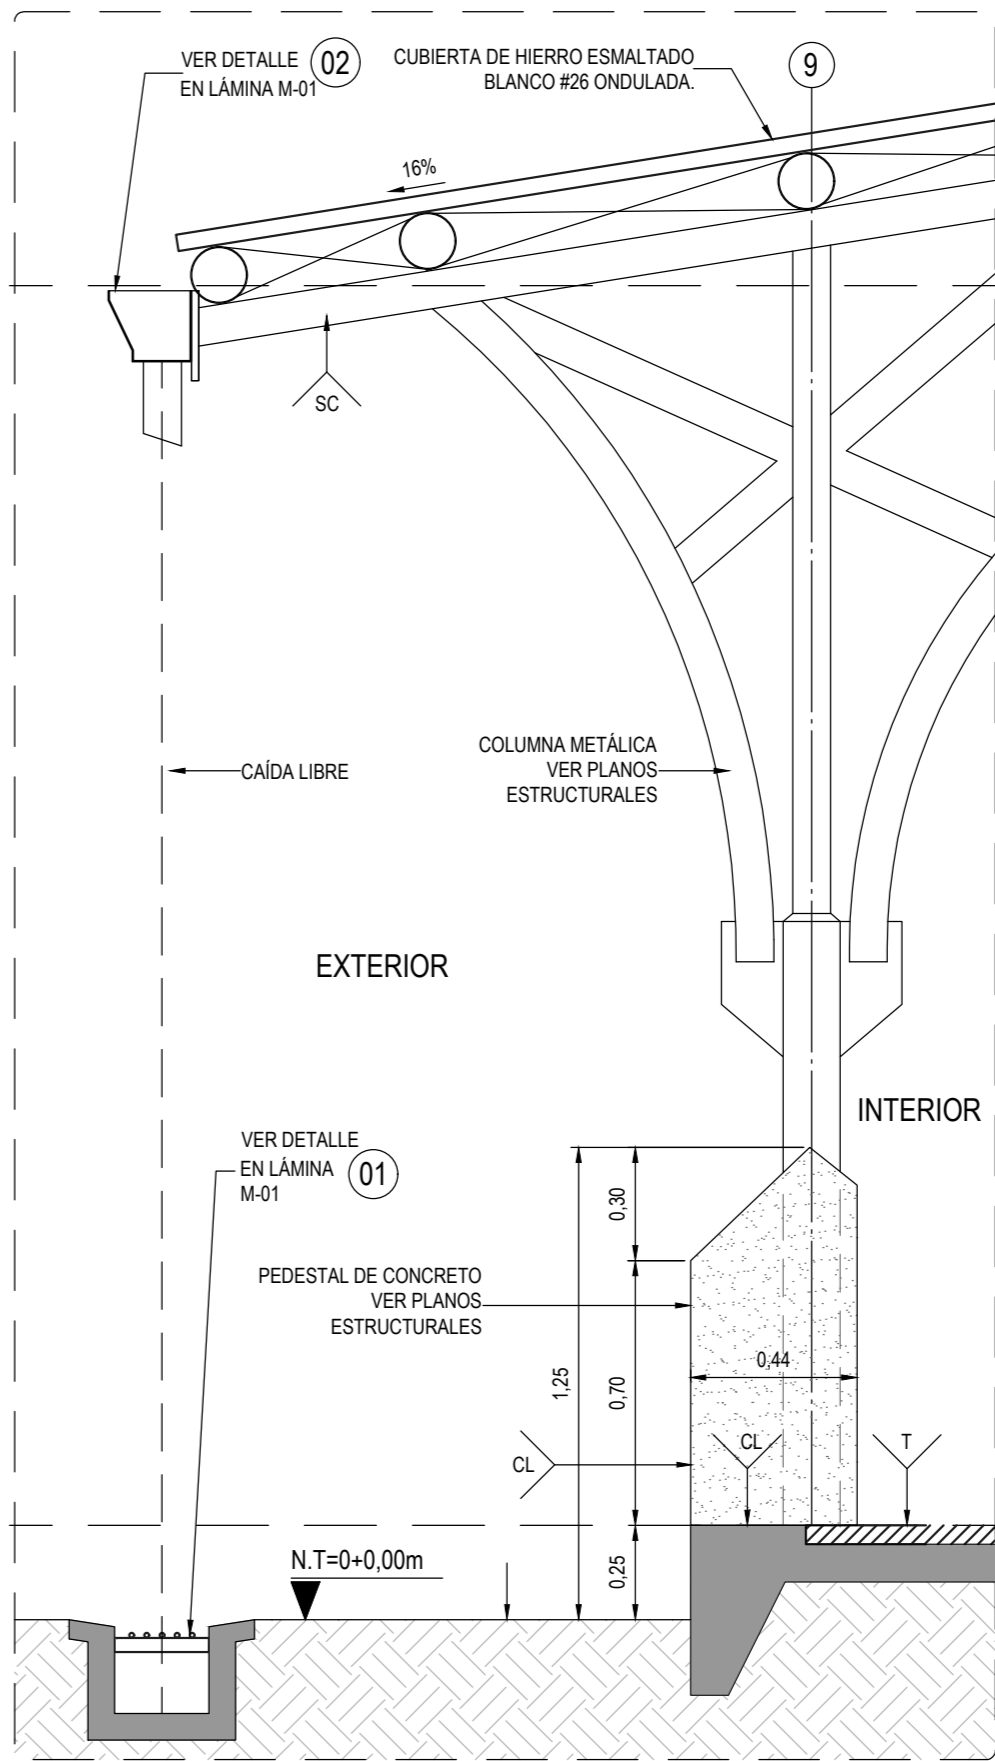 VER DETALLE
EN LÁMINA M-01
02
CUBIERTA DE HIERRO ESMALTADO
BLANCO #26 ONDULADA.
9
16%
SC
CAÍDA LIBRE
COLUMNA METÁLICA
VER PLANOS
ESTRUCTURALES
EXTERIOR
INTERIOR
VER DETALLE
EN LÁMINA
M-01
01
0,30
PEDESTAL DE CONCRETO
VER PLANOS
ESTRUCTURALES
1,25
0,70
0,44
CL
CL
T
0,25
N.T=0+0,00m